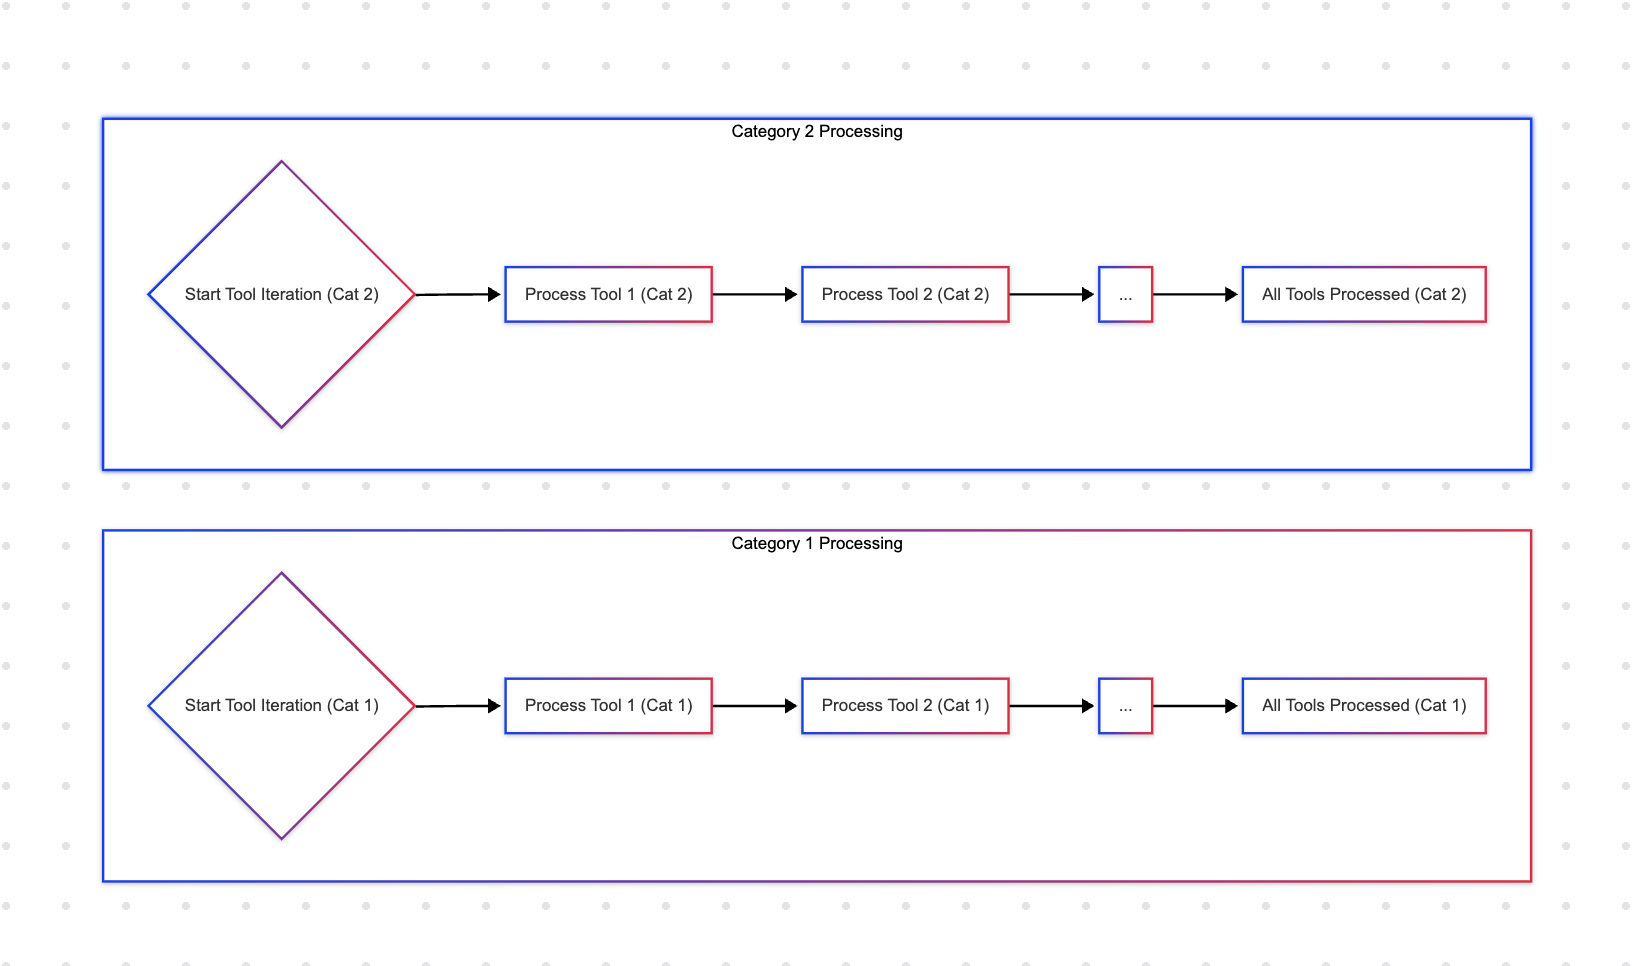 Category 2 Processing
Start Tool Iteration (Cat 2)
Process Tool 1 (Cat 2)
Process Tool 2 (Cat 2)
...
All Tools Processed (Cat 2)
Category 1 Processing
Start Tool Iteration (Cat 1)
Process Tool 1 (Cat 1)
Process Tool 2 (Cat 1)
...
All Tools Processed (Cat 1)